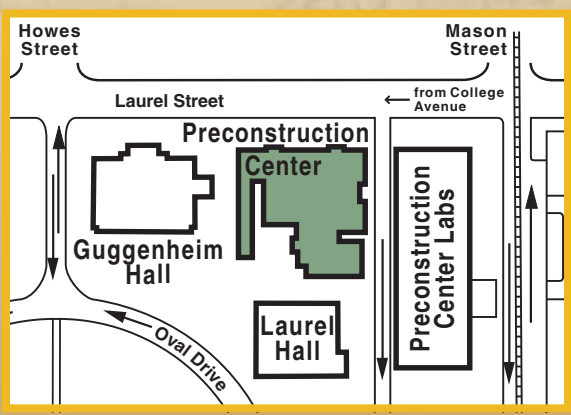 Howes
Street
Mason
Street
from College
Avenue
Laurel Street
Preconstruction
Center
Guggenheim
Hall
Preconstruction
Center Labs
Laurel
Hall
Oval Drive